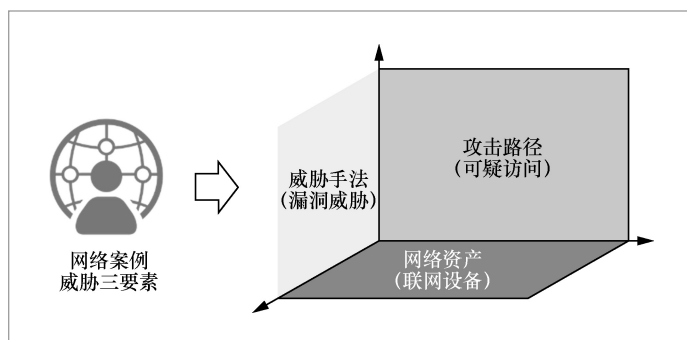 网络案例
威胁三要素
威胁手法
（漏洞威胁）
攻击路径
（可疑访问）
网络资产
（联网设备）